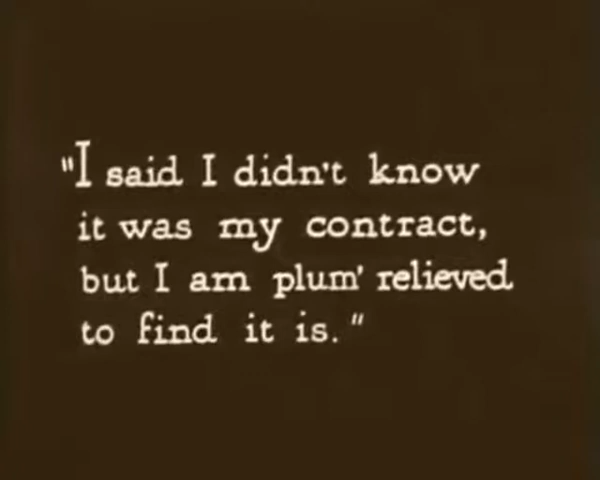 "I said I didn't know
it was my contract,
but I am plum' relieved
to find it is."